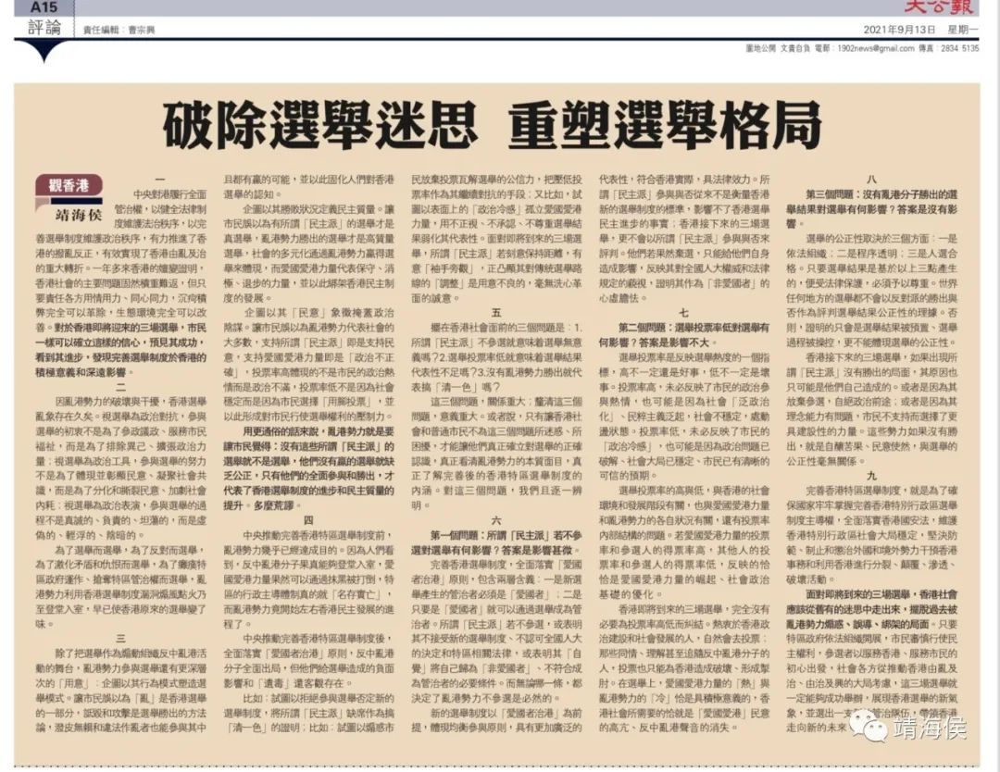 A15
評論
責任編輯：曹宗興
大公報
2021年9月13日 星期一
園地公開 文責自負 電郵：1902news@gmail.com 傳真：2834 5135
破除選舉迷思 重塑選舉格局
觀香港
靖海侯
一
中央對港履行全面
管治權，以健全法律制
度維護法治秩序，以完
善選舉制度維護政治秩序，有力推進了香
港的撥亂反正，有效實現了香港由亂及治
的重大轉折。一年多來香港的嬗變證明，
香港社會的主要問題固然積重難返，但只
要責任各方用情用力、同心同力，沉疴積
弊完全可以革除，生態環境完全可以改
善。對於香港即將迎來的三場選舉，市民
一樣可以確立這樣的信心，預見其成功，
看到其進步，發現完善選舉制度於香港的
積極意義和深遠影響。
二
因亂港勢力的破壞與干擾，香港選舉
亂象存在久矣。視選舉為政治對抗，參與
選舉的初衷不是為了參政議政、服務市民
福祉，而是為了排除異己、擴張政治力
量；視選舉為政治工具，參與選舉的努力
不是為了體現並彰顯民意、凝聚社會共
識，而是為了分化和撕裂民意、加劇社會
內耗；視選舉為政治表演，參與選舉的過
程不是真誠的、負責的、坦蕩的，而是虛
偽的、輕浮的、陰暗的。
為了選舉而選舉，為了反對而選舉，
為了激化矛盾和仇恨而選舉，為了癱瘓特
區政府運作、搶奪特區管治權而選舉，亂
港勢力利用香港選舉制度漏洞煽風點火乃
至登堂入室，早已使香港原來的選舉變了
味。
三
除了把選舉作為煽動組織反中亂港活
動的舞台，亂港勢力參與選舉還有更深層
次的「用意」：企圖以其行為模式塑造選
舉模式。讓市民誤以為「亂」是香港選舉
的一部分，詆毀和攻擊是選舉勝出的方法
論，潑皮無賴和違法作亂者也能參與其中
且都有贏的可能，並以此固化人們對香港
選舉的認知。
企圖以其勝敗狀況定義民主質量。讓
市民誤以為有所謂「民主派」的選舉才是
真選舉，亂港勢力勝出的選舉才是高質量
選舉，社會的多元化通過亂港勢力贏得選
舉來體現，而愛國愛港力量代表保守、消
極、退步的力量，並以此綁架香港民主制
度的發展。
企圖以其「民意」象徵掩蓋政治
陰謀。讓市民誤以為亂港勢力代表社會的
大多數，支持所謂「民主派」即是支持民
意，支持愛國愛港力量即是「政治不正
確」，投票率高體現的不是市民的政治熱
情而是政治不滿，投票率低不是因為社會
穩定而是因為市民選擇「用腳投票」，並
以此形成對市民行使選舉權利的壓制力。
用更通俗的話來說，亂港勢力就是要
讓市民覺得：沒有這些所謂「民主派」的
選舉就不是選舉，他們沒有贏的選舉就缺
乏公正，只有他們的全面參與和勝出，才
代表了香港選舉制度的進步和民主質量的
提升。多麼荒謬。
四
中央推動完善香港特區選舉制度前，
亂港勢力幾乎已經達成目的。因為人們看
到，反中亂港分子果真能夠登堂入室，愛
國愛港力量果然可以通過抹黑被打倒，特
區的行政主導體制真的就「名存實亡」，
而亂港勢力竟開始左右香港民主發展的進
程了。
中央推動完善香港特區選舉制度後，
全面落實「愛國者治港」原則，反中亂港
分子全面出局，但他們給選舉造成的負面
影響和「遺毒」還客觀存在。
比如：試圖以拒絕參與選舉否定新的
選舉制度，將所謂「民主派」缺席作為搞
「清一色」的證明；比如：試圖以煽惑市
民放棄投票瓦解選舉的公信力，把壓低投
票率作為其繼續對抗的手段；又比如，試
圖以表面上的「政治冷感」孤立愛國愛港
力量，用不正視、不承認、不尊重選舉結
果弱化其代表性。面對即將到來的三場選
舉，所謂「民主派」若刻意保持距離，有
意「袖手旁觀」，正凸顯其對傳統選舉路
線的「調整」是用意不良的，毫無洗心革
面的誠意。
五
擺在香港社會面前的三個問題是：1.
所謂「民主派」不參選就意味着選舉無意
義嗎？2.選舉投票率低就意味着選舉結果
代表性不足嗎？3.沒有亂港勢力勝出就代
表搞「清一色」嗎？
這三個問題，關係重大；釐清這三個
問題，意義重大。或者說，只有讓香港社會
和普通市民不為這三個問題所迷惑、所
困擾，才能讓他們真正確立對選舉的正確
認識，真正看清亂港勢力的本質面目，真
正了解完善後的香港特區選舉制度的
內涵。對這三個問題，我們且逐一辨
明。
六
第一個問題：所謂「民主派」若不參
選對選舉有何影響？答案是影響甚微。
完善香港選舉制度，全面落實「愛國
者治港」原則，包含兩層含義：一是新選
舉產生的管治者必須是「愛國者」；二是
只要是「愛國者」就可以通過選舉成為管
治者。所謂「民主派」若不參選，或表明
其不接受新的選舉制度、不認可全國人大
的決定和特區相關法律，或表明其「自
覺」將自己歸為「非愛國者」、不符合成
為管治者的必要條件。而無論哪一條，都
決定了亂港勢力不參選是必然的。
新的選舉制度以「愛國者治港」為前
提，體現均衡參與原則，具有更加廣泛的
代表性，符合香港實際，具法律效力。所
謂「民主派」參與與否從來不是衡量香港
新的選舉制度的標準，影響不了香港選舉
民主進步的事實；香港接下來的三場選
舉，更不會以所謂「民主派」參與與否來
評判。他們若果然棄選，只能給他們自身
造成影響，反映其對全國人大權威和法律
規定的藐視，證明其作為「非愛國者」的
心虛膽怯。
七
第二個問題：選舉投票率低對選舉有
何影響？答案是影響不大。
選舉投票率是反映選舉熱度的一個指
標，高不一定還是好事，低不一定是壞
事。投票率高，未必反映了市民的政治參
與熱情，也可能是因為社會「泛政治
化」、民粹主義泛起，社會不穩定，處動
盪狀態。投票率低，未必反映了市民的
「政治冷感」，也可能是因為政治問題已
破解、社會大局已穩定、市民已有清晰的
可信的預期。
選舉投票率的高與低，與香港的社會
環境和發展階段有關，也與愛國愛港力量
和亂港勢力的各自狀況有關，還有投票率
內部結構的問題。若愛國愛港力量的投票
率和參選人的得票率高，其他人的投
票率和參選人的得票率低，反映的恰
恰是愛國愛港力量的崛起、社會政治
基礎的優化。
香港即將到來的三場選舉，完全沒有
必要為投票率高低而糾結。熱衷於香港政
治建設和社會發展的人，自然會去投票；
那些同情、理解甚至追隨反中亂港分子的
人，投票也只能為香港造成破壞、形成掣
肘。在選舉上，愛國愛港力量的「熱」與
亂港勢力的「冷」恰是具積極意義的，香
港社會所需要的恰就是「愛國愛港」民意
的高亢、反中亂港聲音的消失。
八
第三個問題：沒有亂港分子勝出的選
舉結果對選舉有何影響？答案是沒有影
響。
選舉的公正性取決於三個方面：一是
依法組織；二是程序透明；三是人選合
格。只要選舉結果是基於以上三點產生
的，便受法律保護，必須予以尊重。世界
任何地方的選舉都不會以反對派的勝出與
否作為評判選舉結果公正性的理據。否
則，證明的只會是選舉結果被預置、選舉
過程被操控，更不能體現選舉的公正性。
香港接下來的三場選舉，如果出現所
謂「民主派」沒有勝出的局面，其原因也
只可能是他們自己造成的。或者是因為其
放棄參選，自絕政治前途；或者是因為其
理念能力有問題，市民不支持而選擇了更
具建設性的力量。這些勢力如果沒有勝
出，就是自釀苦果、民意使然，與選舉的
公正性毫無關係。
九
完善香港特區選舉制度，就是為了確
保國家牢牢掌握完善香港特別行政區選舉
制度主導權，全面落實香港國安法，維護
香港特別行政區社會大局穩定，堅決防
範、制止和懲治外國和境外勢力干預香港
事務和利用香港進行分裂、顛覆、滲透、
破壞活動。
面對即將到來的三場選舉，香港社會
應該從舊有的迷思中走出來，擺脫過去被
亂港勢力煽惑、誤導、綁架的局面。只要
特區政府依法組織開展，市民審慎行使民
主權利，參選者以服務香港、服務市民的
初心出發，社會各方從推動香港由亂及
治、由治及興的大局考慮，這三場選舉就
一定能夠成功舉辦，展現香港選舉的新氣
象，並選出一支 管治隊伍，帶領香港
走向新的未來
靖海侯